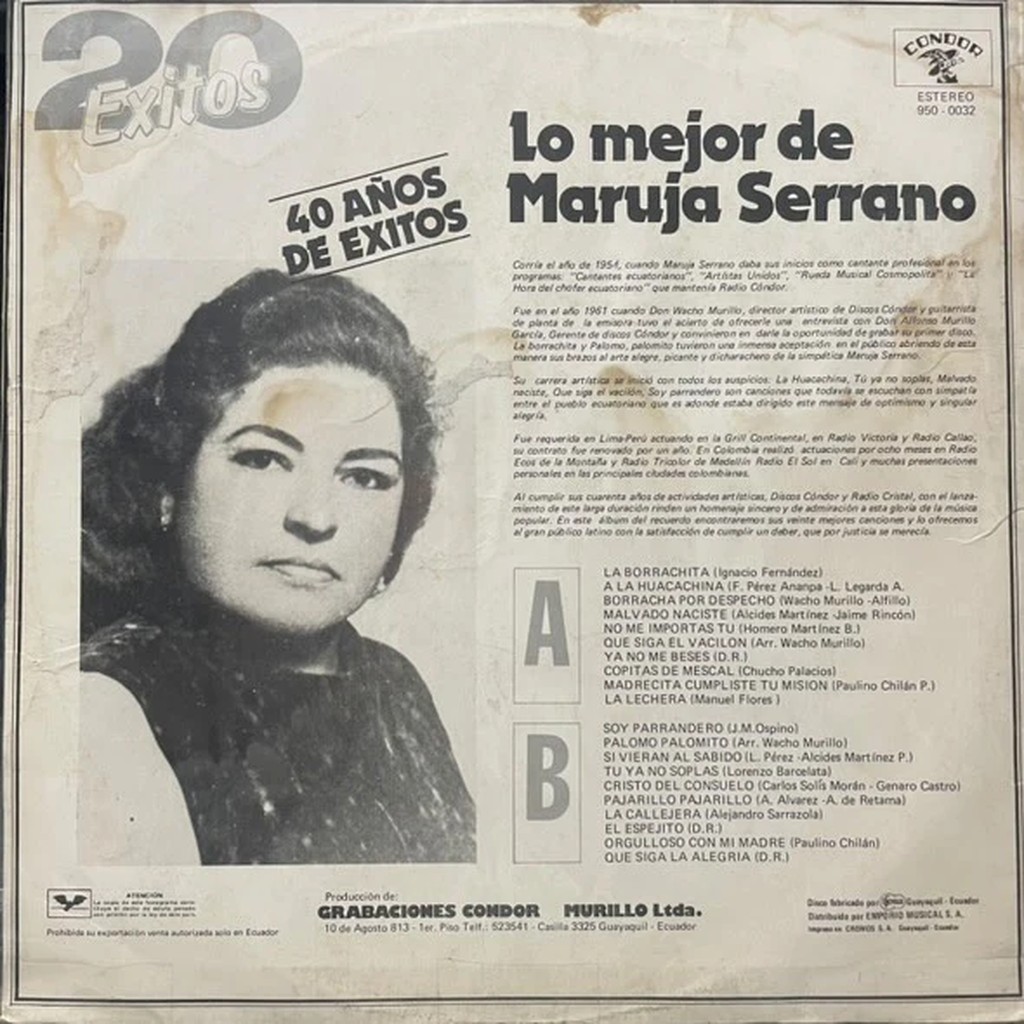 20
Exitos
CONDOR
ESTEREO
950 - 0032
Lo mejor de
Maruja Serrano
40 AÑOS
DE EXITOS
Corría el año de 1954, cuando Maruja Serrano daba sus inicios como cantante profesional en los
programas: "Cantantes ecuatorianos", "Artistas Unidos", "Rueda Musical Cosmopolita" y "La
Hora del chofer ecuatoriano" que mantenía Radio Cóndor.
Fue en el año 1961 cuando Don Wacho Murillo, director artístico de Discos Cóndor y guitarrista
de planta de la emisora tuvo el acierto de ofrecerle una entrevista con Don Alfonso Murillo
García, Gerente de discos Cóndor y convinieron en darle la oportunidad de grabar su primer disco.
La borrachita y Palomo, palomito tuvieron una inmensa aceptación en el público abriendo de esta
manera sus brazos al arte alegre, picante y dicharachero de la simpática Maruja Serrano.
Su carrera artística se inició con todos los auspicios: La Huacachina, Tú ya no soplas, Malvado
naciste, Que siga el vacilón, Soy parrandero son canciones que todavía se escuchan con simpatía
entre el pueblo ecuatoriano que es adonde estaba dirigido este mensaje de optimismo y singular
alegría.
Fue requerida en Lima-Perú actuando en la Grill Continental, en Radio Victoria y Radio Callao,
su contrato fue renovado por un año. En Colombia realizó actuaciones por ocho meses en Radio
Ecos de la Montaña y Radio Tricolor de Medellín Radio El Sol en Cali y muchas presentaciones
personales en las principales ciudades colombianas.
Al cumplir sus cuarenta años de actividades artísticas, Discos Cóndor y Radio Cristal, con el lanza-
miento de este larga duración rinden un homenaje sincero y de admiración a esta gloria de la música
popular. En este álbum del recuerdo encontraremos sus veinte mejores canciones y lo ofrecemos
al gran público latino con la satisfacción de cumplir un deber, que por justicia se merecía.
A
LA BORRACHITA (Ignacio Fernández)
A LA HUACACHINA (F. Pérez Ananpa -L. Legarda A.
BORRACHA POR DESPECHO (Wacho Murillo -Alfillo)
MALVADO NACISTE (Alcides Martínez -Jaime Rincón)
NO ME IMPORTAS TU (Homero Martínez B.)
QUE SIGA EL VACILON (Arr. Wacho Murillo)
YA NO ME BESES (D.R.)
COPITAS DE MESCAL (Chucho Palacios)
MADRECITA CUMPLISTE TU MISION (Paulino Chilán P.)
LA LECHERA (Manuel Flores )
B
SOY PARRANDERO (J.M.Ospino)
PALOMO PALOMITO (Arr. Wacho Murillo)
SI VIERAN AL SABIDO (L. Pérez -Alcides Martínez P.)
TU YA NO SOPLAS (Lorenzo Barcelata)
CRISTO DEL CONSUELO (Carlos Solís Morán - Genaro Castro)
PAJARILLO PAJARILLO (A. Alvarez -A. de Retama)
LA CALLEJERA (Alejandro Sarrazola)
EL ESPEJITO (D.R.)
ORGULLOSO CON MI MADRE (Paulino Chilán)
QUE SIGA LA ALEGRIA (D.R.)
ATENCION
Prohibida su exportación venta autorizada solo en Ecuador
Producción de:
GRABACIONES CONDOR MURILLO Ltda.
10 de Agosto 813 - 1er. Piso Telf.: 523541 - Casilla 3325 Guayaquil - Ecuador
Disco fabricado por Guayaquil - Ecuador
Distribuido por EMPORIO MUSICAL S. A.
Impreso en CRONOS S. A. Guayaquil - Ecuador